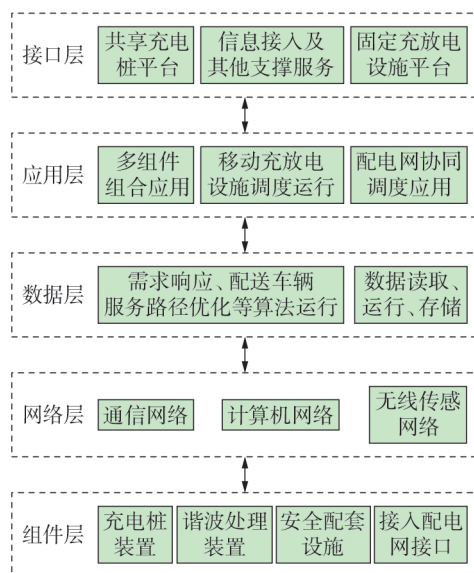 接口层
共享充电
桩平台
信息接入及
其他支撑服务
固定充放电
设施平台
应用层
多组件
组合应用
移动充放电
设施调度运行
配电网协同
调度应用
数据层
需求响应、配送车辆
服务路径优化等算法运行
数据读取、
运行、存储
网络层
通信网络
计算机网络
无线传感
网络
组件层
充电桩
装置
谐波处理
装置
安全配套
设施
接入配电
网接口